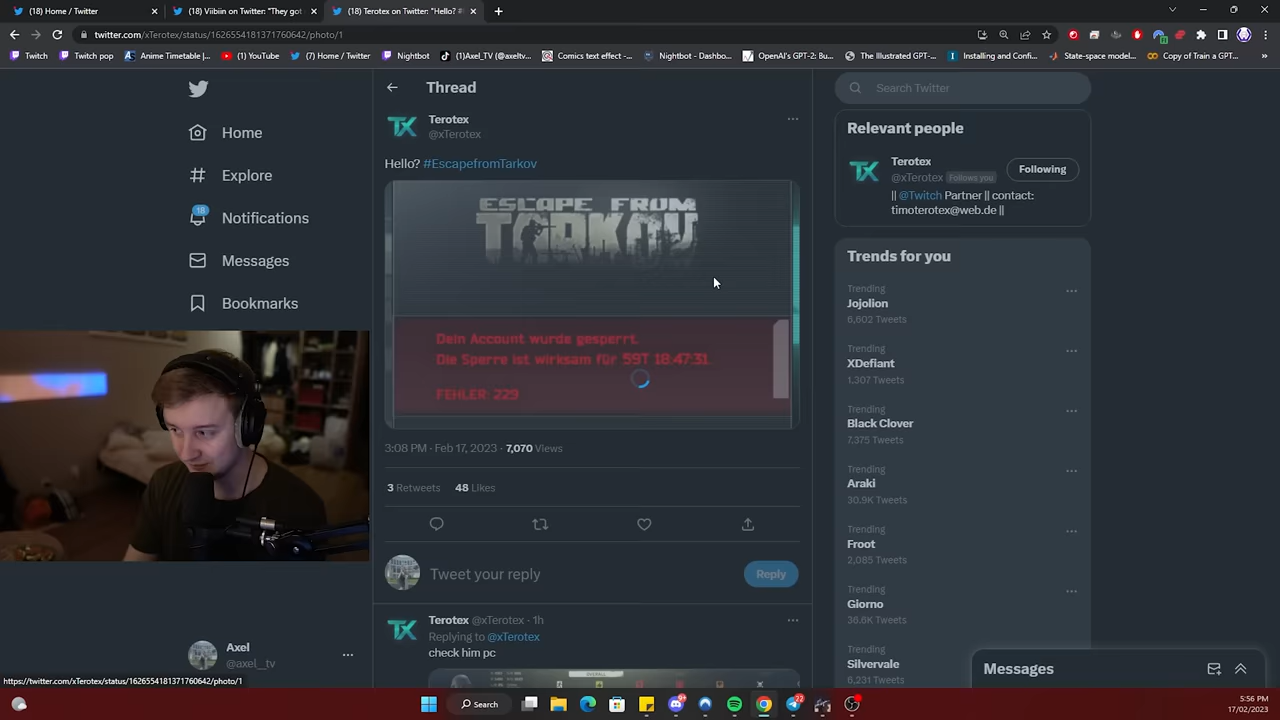 (18) Home / Twitter
(18) Viibiin on Twitter: "They got
(18) Terotex on Twitter: "Hello? #
twitter.com/xTerotex/status/1626554181371760642/photo/1
Twitch
Twitch pop
Anime Timetable |...
(1) YouTube
(7) Home / Twitter
Nightbot
(1)Axel_TV (@axeltv...
Comics text effect -...
Nightbot - Dashbo...
OpenAI's GPT-2: Bu...
The Illustrated GPT-...
Installing and Confi...
State-space model...
Copy of Train a GPT...
Home
Explore
18
Notifications
Messages
Bookmarks
Axel
@axel__tv
Thread
Terotex
@xTerotex
Hello? #EscapefromTarkov
ESCAPE FROM
TARKOV
Dein Account wurde gesperrt.
Die Sperre ist wirksam für 59T 18:47:31.
FEHLER: 229
3:08 PM · Feb 17, 2023 · 7,070 Views
3 Retweets 48 Likes
Tweet your reply
Reply
Terotex @xTerotex · 1h
Replying to @xTerotex
check him pc
Search Twitter
Relevant people
Terotex
@xTerotex Follows you
Following
|| @Twitch Partner || contact:
timoterotex@web.de ||
Trends for you
Trending
Jojolion
6,602 Tweets
Trending
XDefiant
1,307 Tweets
Trending
Black Clover
7,375 Tweets
Trending
Araki
30.9K Tweets
Trending
Froot
2,085 Tweets
Trending
Giorno
36.6K Tweets
Trending
Silvervale
6,231 Tweets
Messages
https://twitter.com/xTerotex/status/1626554181371760642/photo/1
Search
5:56 PM
17/02/2023